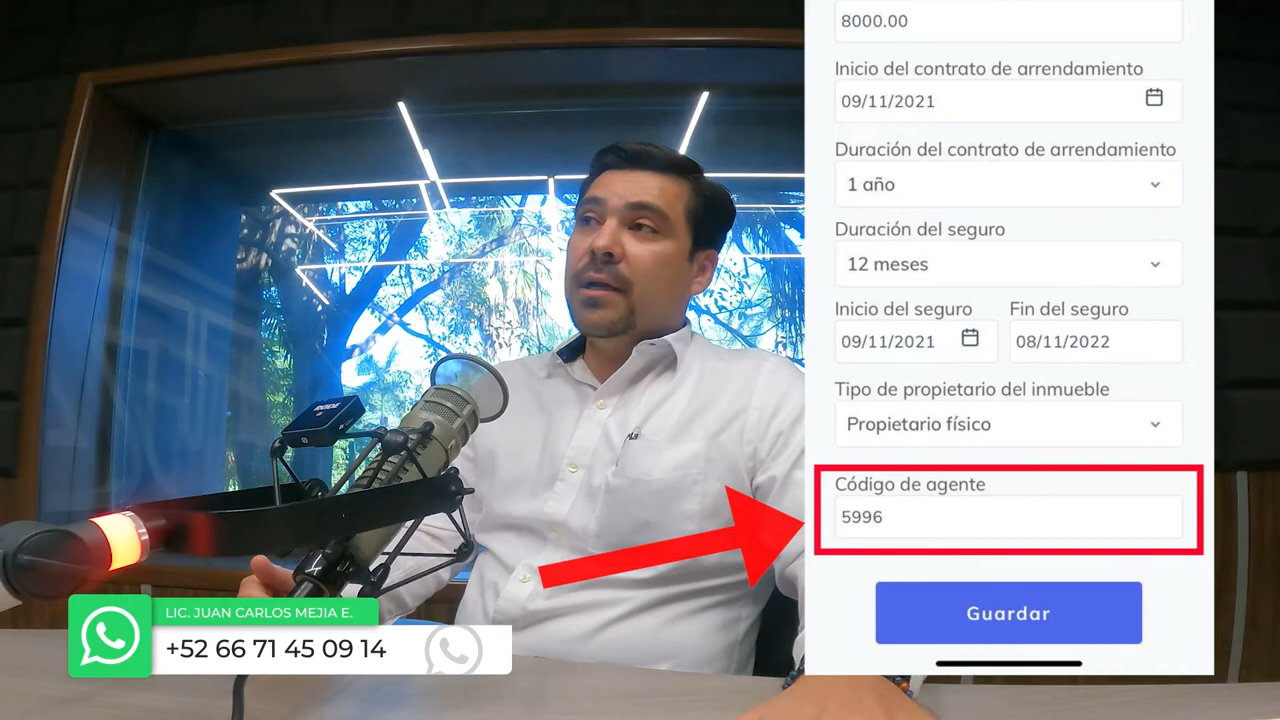 8000.00
Inicio del contrato de arrendamiento
09/11/2021
Duración del contrato de arrendamiento
1 año
Duración del seguro
12 meses
Inicio del seguro
Fin del seguro
09/11/2021
08/11/2022
Tipo de propietario del inmueble
Propietario físico
Código de agente
5996
Guardar
RODE
LIC. JUAN CARLOS MEJIA E.
+52 66 71 45 09 14